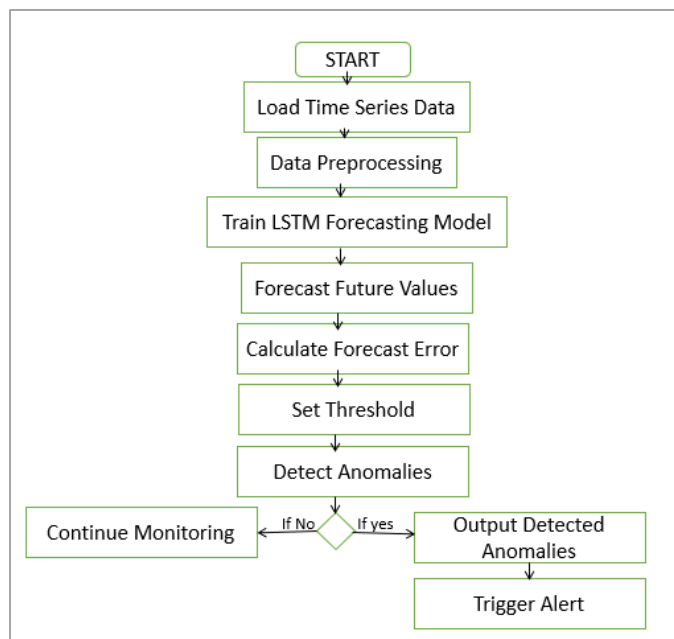 START
Load Time Series Data
Data Preprocessing
Train LSTM Forecasting Model
Forecast Future Values
Calculate Forecast Error
Set Threshold
Detect Anomalies
If No
If yes
Continue Monitoring
Output Detected
Anomalies
Trigger Alert